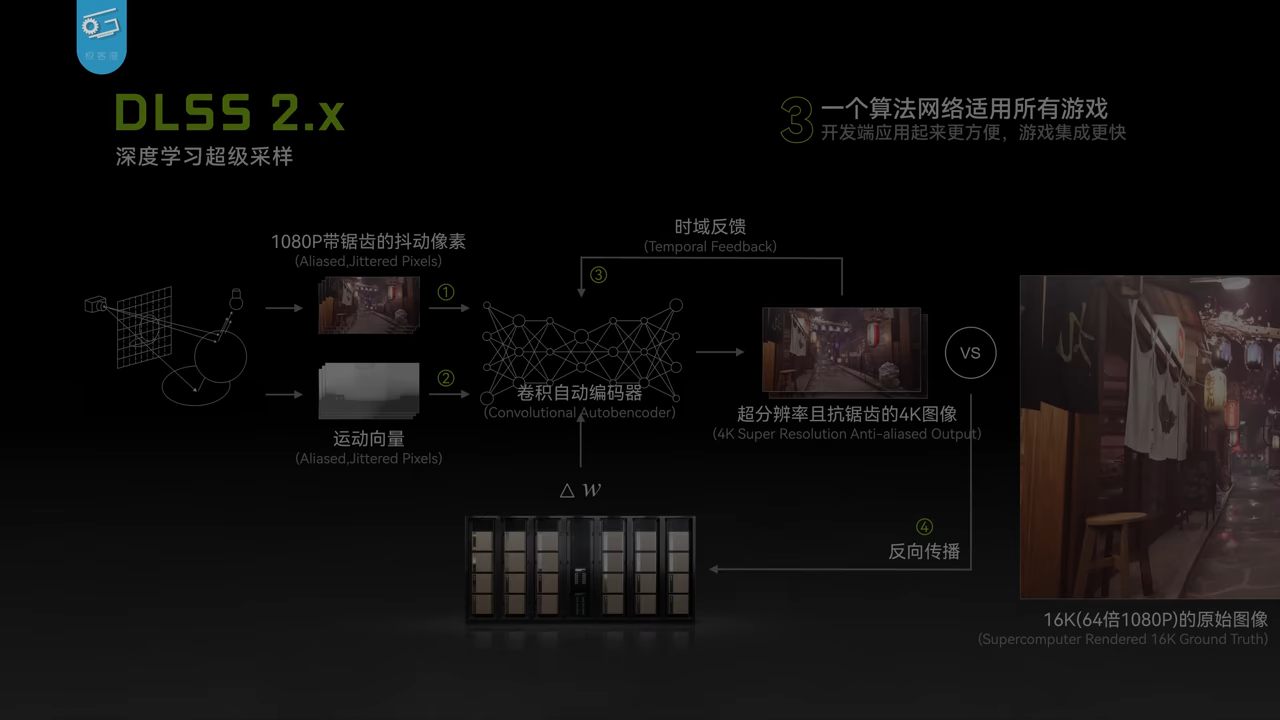 极客湾
DLSS 2.x
深度学习超级采样
3
一个算法网络适用所有游戏
开发端应用起来更方便，游戏集成更快
时域反馈
(Temporal Feedback)
③
1080P带锯齿的抖动像素
(Aliased,Jittered Pixels)
①
②
运动向量
(Aliased,Jittered Pixels)
卷积自动编码器
(Convolutional Autobencoder)
VS
超分辨率且抗锯齿的4K图像
(4K Super Resolution Anti-aliased Output)
△ w
④
反向传播
16K(64倍1080P)的原始图像
(Supercomputer Rendered 16K Ground Truth)